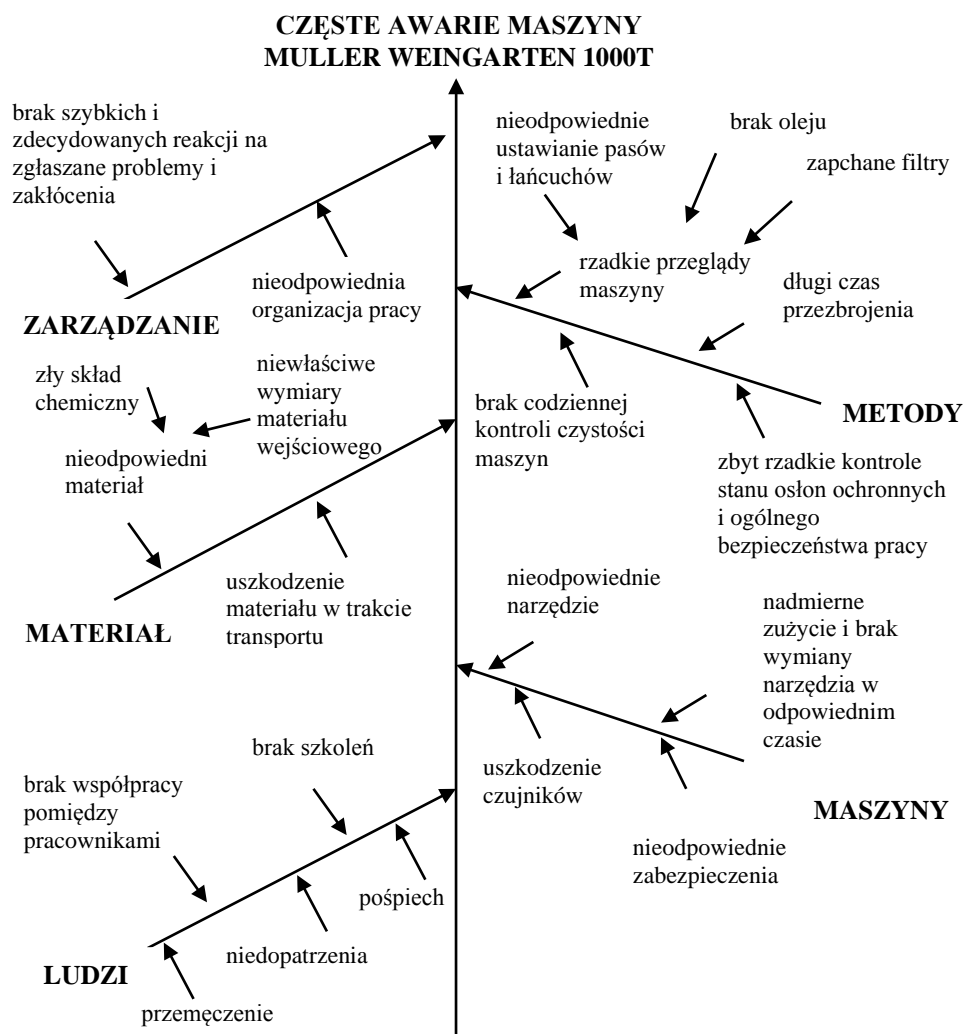 CZĘSTE AWARIE MASZYNY
MULLER WEINGARTEN 1000T
brak szybkich i
zdecydowanych reakcji na
zgłaszane problemy i
zakłócenia
nieodpowiednia
organizacja pracy
ZARZĄDZANIE
nieodpowiednie
ustawianie pasów
i łańcuchów
brak oleju
zapchane filtry
rzadkie przeglądy
maszyny
długi czas
przezbrojenia
brak codziennej
kontroli czystości
maszyn
METODY
zbyt rzadkie kontrole
stanu osłon ochronnych
i ogólnego
bezpieczeństwa pracy
zły skład
chemiczny
niewłaściwe
wymiary
materiału
wejściowego
nieodpowiedni
materiał
uszkodzenie
materiału w trakcie
transportu
MATERIAŁ
nieodpowiednie
narzędzie
nadmierne
zużycie i brak
wymiany
narzędzia w
odpowiednim
czasie
uszkodzenie
czujników
MASZYNY
nieodpowiednie
zabezpieczenia
brak szkoleń
brak współpracy
pomiędzy
pracownikami
pośpiech
niedopatrzenia
LUDZI
przemęczenie